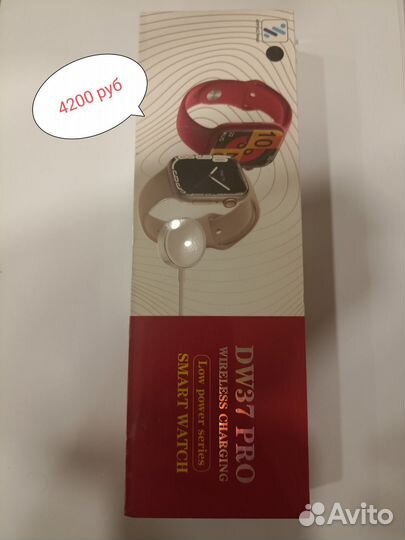 4200 руб
DW37 PRO
WIRELESS CHARGING
Low power series
SMART WATCH
Avito